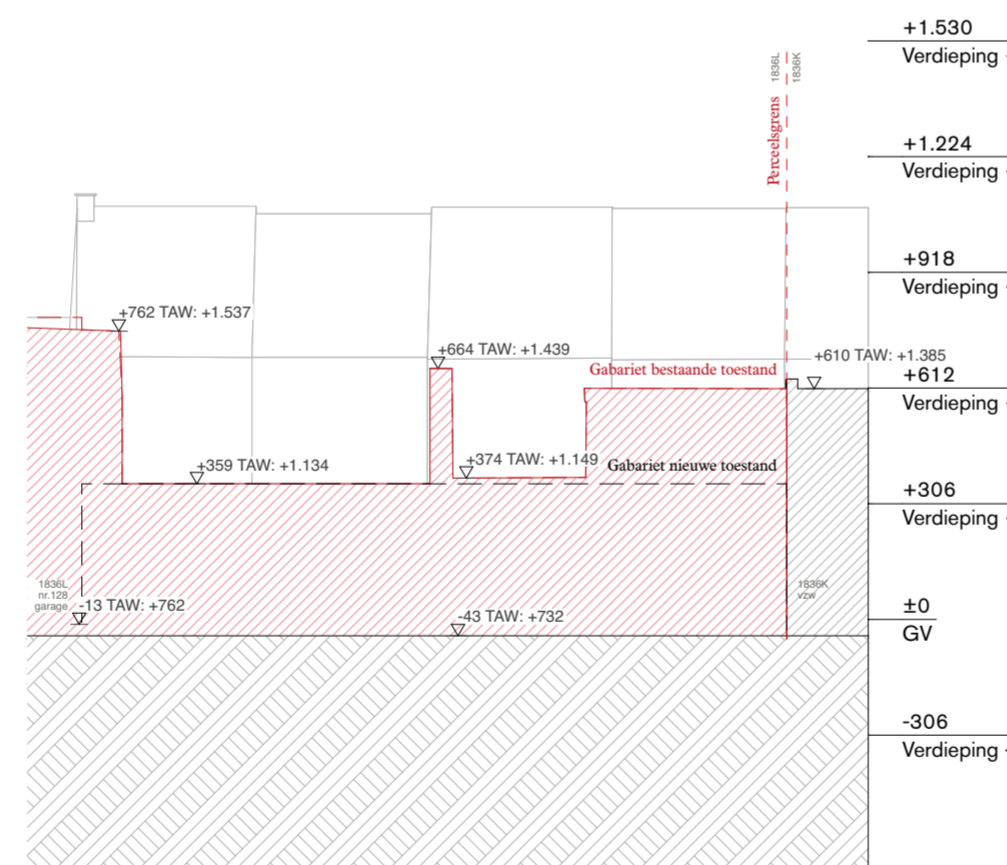 +1.530
Verdieping
1836L
1836K
Perceelsgrens
+1.224
Verdieping
+918
Verdieping
+762 TAW: +1.537
+664 TAW: +1.439
+610 TAW: +1.385
Gabariet bestaande toestand
+612
Verdieping
+359 TAW: +1.134
+374 TAW: +1.149
Gabariet nieuwe toestand
+306
Verdieping
1836L
nr.128
garage
-13 TAW: +762
1836K
vzw
-43 TAW: +732
±0
GV
-306
Verdieping